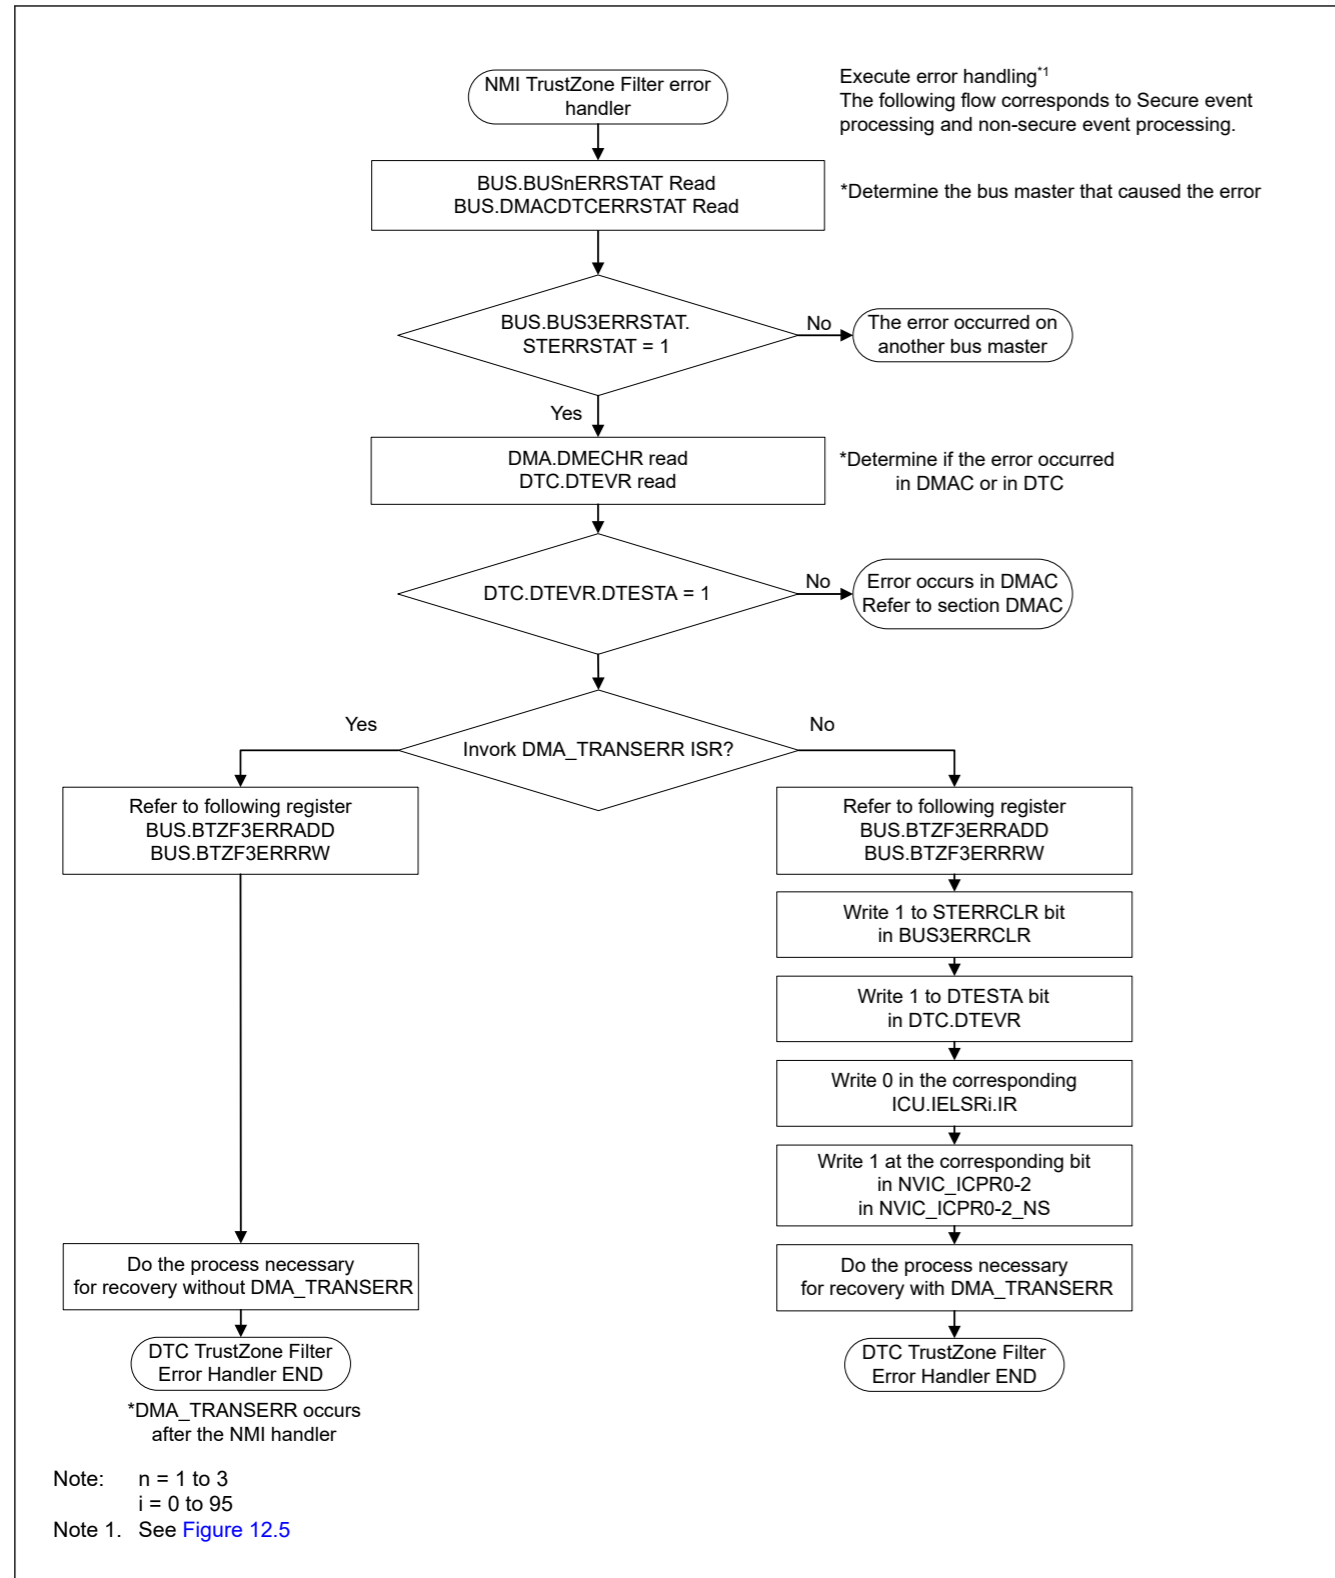 NMI TrustZone Filter error
handler
Execute error handling*1
The following flow corresponds to Secure event
processing and non-secure event processing.
BUS.BUSnERRSTAT Read
BUS.DMACDTCERRSTAT Read
*Determine the bus master that caused the error
BUS.BUS3ERRSTAT.
STERRSTAT = 1
No
The error occurred on
another bus master
Yes
DMA.DMECHR read
DTC.DTEVR read
*Determine if the error occurred
in DMAC or in DTC
DTC.DTEVR.DTESTA = 1
No
Error occurs in DMAC
Refer to section DMAC
Yes
Invork DMA_TRANSERR ISR?
No
Refer to following register
BUS.BTZF3ERRADD
BUS.BTZF3ERRRW
Refer to following register
BUS.BTZF3ERRADD
BUS.BTZF3ERRRW
Write 1 to STERRCLR bit
in BUS3ERRCLR
Write 1 to DTESTA bit
in DTC.DTEVR
Write 0 in the corresponding
ICU.IELSRi.IR
Write 1 at the corresponding bit
in NVIC_ICPR0-2
in NVIC_ICPR0-2_NS
Do the process necessary
for recovery without DMA_TRANSERR
Do the process necessary
for recovery with DMA_TRANSERR
DTC TrustZone Filter
Error Handler END
DTC TrustZone Filter
Error Handler END
*DMA_TRANSERR occurs
after the NMI handler
Note: n = 1 to 3
i = 0 to 95
Note 1. See Figure 12.5